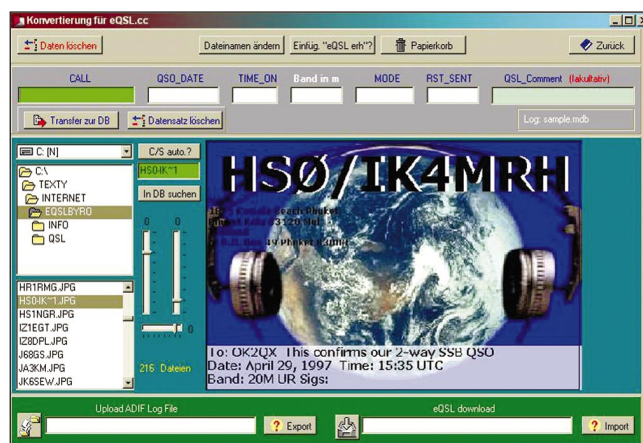 Konvertierung für eQSL.cc
Daten löschen
Dateinamen ändern
Einfüg. "eQSL erh"?
Papierkorb
Zurück
CALL
QSO_DATE
TIME_ON
Band in m
MODE
RST_SENT
QSL_Comment (fakultativ)
Transfer zur DB
Datensatz löschen
Log: sample.mdb
C: [N]
C/S auto.?
C:\
TEXTY
INTERNET
EQSLBYRO
INFO
QSL
HS0-IK~1
In DB suchen
0 0
0
216 Dateien
HR1RMG.JPG
HS0-IK~1.JPG
HS1NGR.JPG
IZ1EGT.JPG
IZ8DPL.JPG
J68GS.JPG
JA3KM.JPG
JK6SEW.JPG
HSØ/IK4MRH
Beach Phuket
49 Phuket
To: OK2QX This confirms our 2-way SSB QSO
Date: April 29, 1997 Time: 15:35 UTC
Band: 20M UR Sigs:
Upload ADIF Log File
? Export
eQSL download
? Import